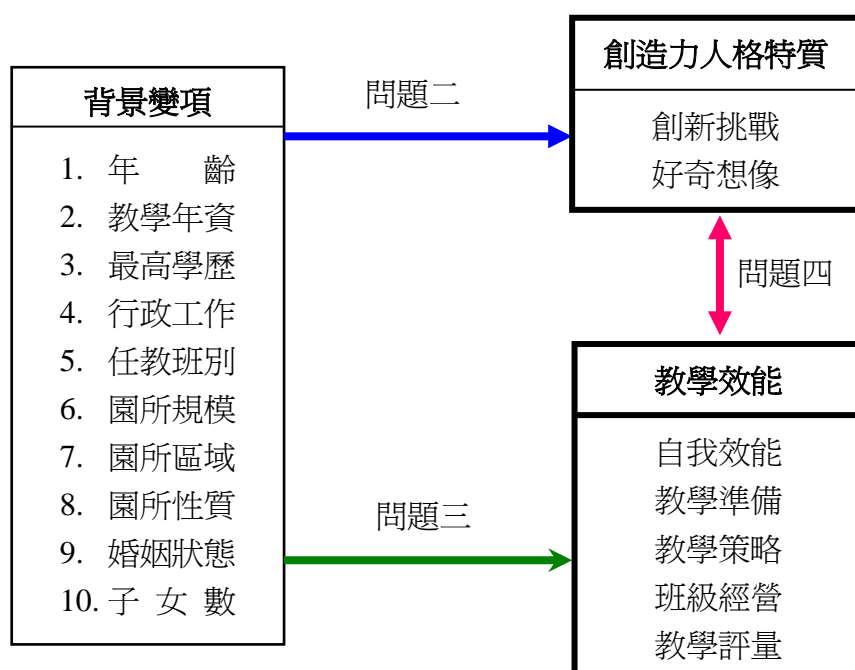 背景變項
1. 年 齡
2. 教學年資
3. 最高學歷
4. 行政工作
5. 任教班別
6. 園所規模
7. 園所區域
8. 園所性質
9. 婚姻狀態
10. 子 女 數
問題二
問題三
創造力人格特質
創新挑戰
好奇想像
問題四
教學效能
自我效能
教學準備
教學策略
班級經營
教學評量